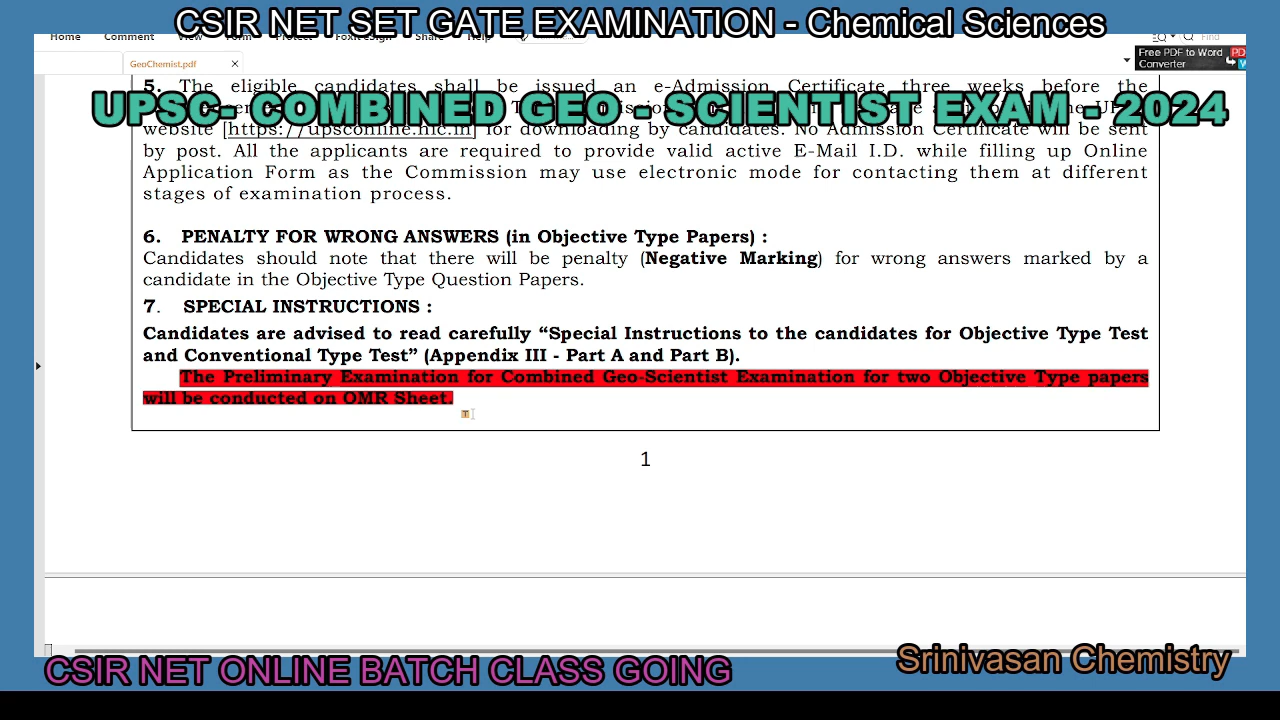 CSIR NET SET GATE EXAMINATION - Chemical Sciences
Home Comment View Form Protect Foxit eSign Share Help Find
GeoChemist.pdf
Free PDF to Word
Converter
5. The eligible candidates shall be issued an e-Admission Certificate three weeks before the
UPSC- COMBINED GEO - SCIENTIST EXAM - 2024
website [https://upsconline.nic.in] for downloading by candidates. No Admission Certificate will be sent
by post. All the applicants are required to provide valid active E-Mail I.D. while filling up Online
Application Form as the Commission may use electronic mode for contacting them at different
stages of examination process.
6. PENALTY FOR WRONG ANSWERS (in Objective Type Papers) :
Candidates should note that there will be penalty (Negative Marking) for wrong answers marked by a
candidate in the Objective Type Question Papers.
7. SPECIAL INSTRUCTIONS :
Candidates are advised to read carefully “Special Instructions to the candidates for Objective Type Test
and Conventional Type Test” (Appendix III - Part A and Part B).
The Preliminary Examination for Combined Geo-Scientist Examination for two Objective Type papers
will be conducted on OMR Sheet.
1
CSIR NET ONLINE BATCH CLASS GOING
Srinivasan Chemistry